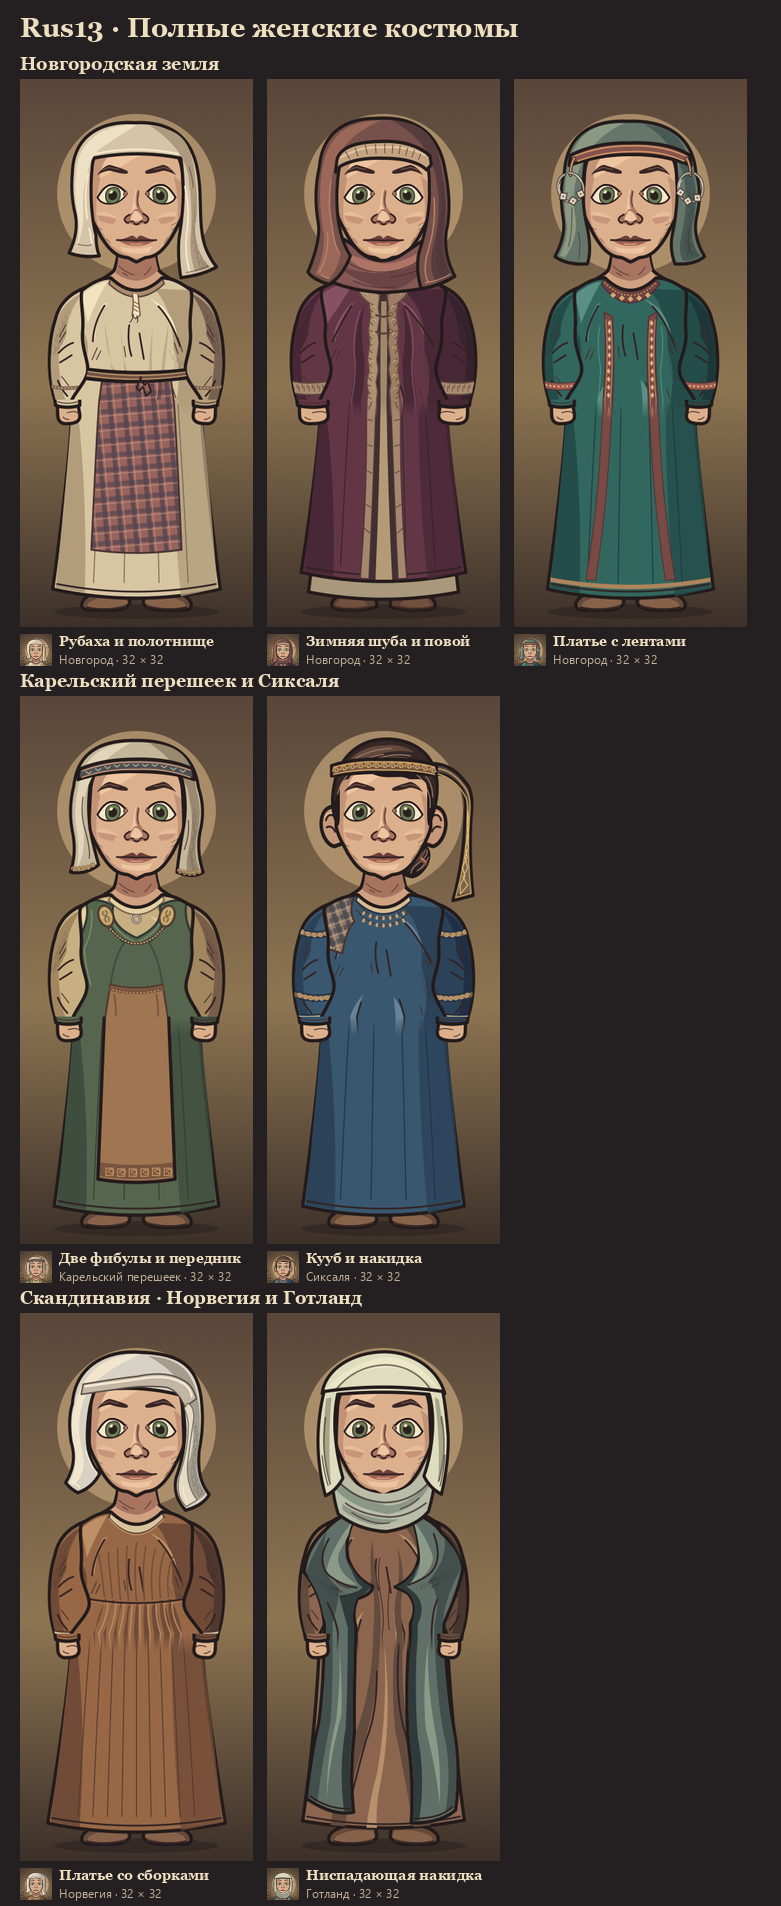 Rus13 · Полные женские костюмы
Новгородская земля
Рубаха и полотнище
Новгород · 32 × 32
Зимняя шуба и повой
Новгород · 32 × 32
Платье с лентами
Новгород · 32 × 32
Карельский перешеек и Сиксаля
Две фибулы и передник
Карельский перешеек · 32 × 32
Кууб и накидка
Сиксаля · 32 × 32
Скандинавия · Норвегия и Готланд
Платье со сборками
Норвегия · 32 × 32
Ниспадающая накидка
Готланд · 32 × 32